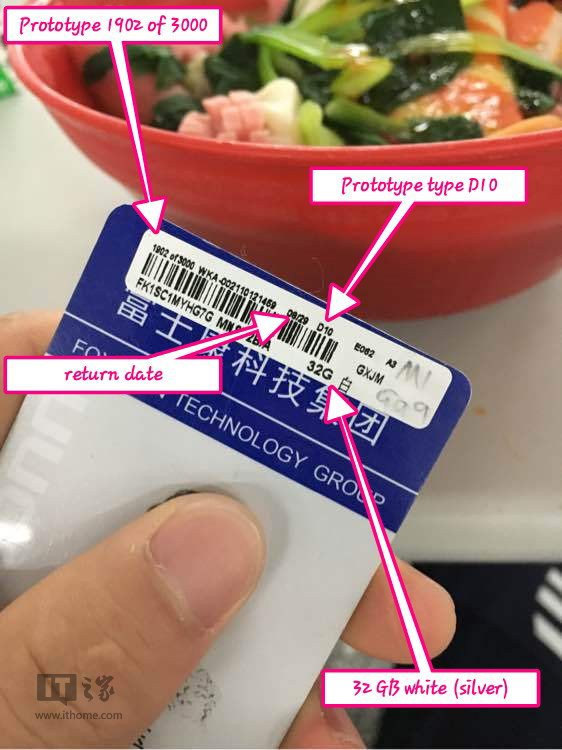 Prototype 1902 of 3000
Prototype type D10
1902 of 3000 WKA-002110121459 06/29 D10 E062 A3
FK1SC1MYHG7G 32G 白 GXJM
return date
富士康科技集团
TECHNOLOGY GROUP
32 GB white (silver)
IT之家
www.ithome.com